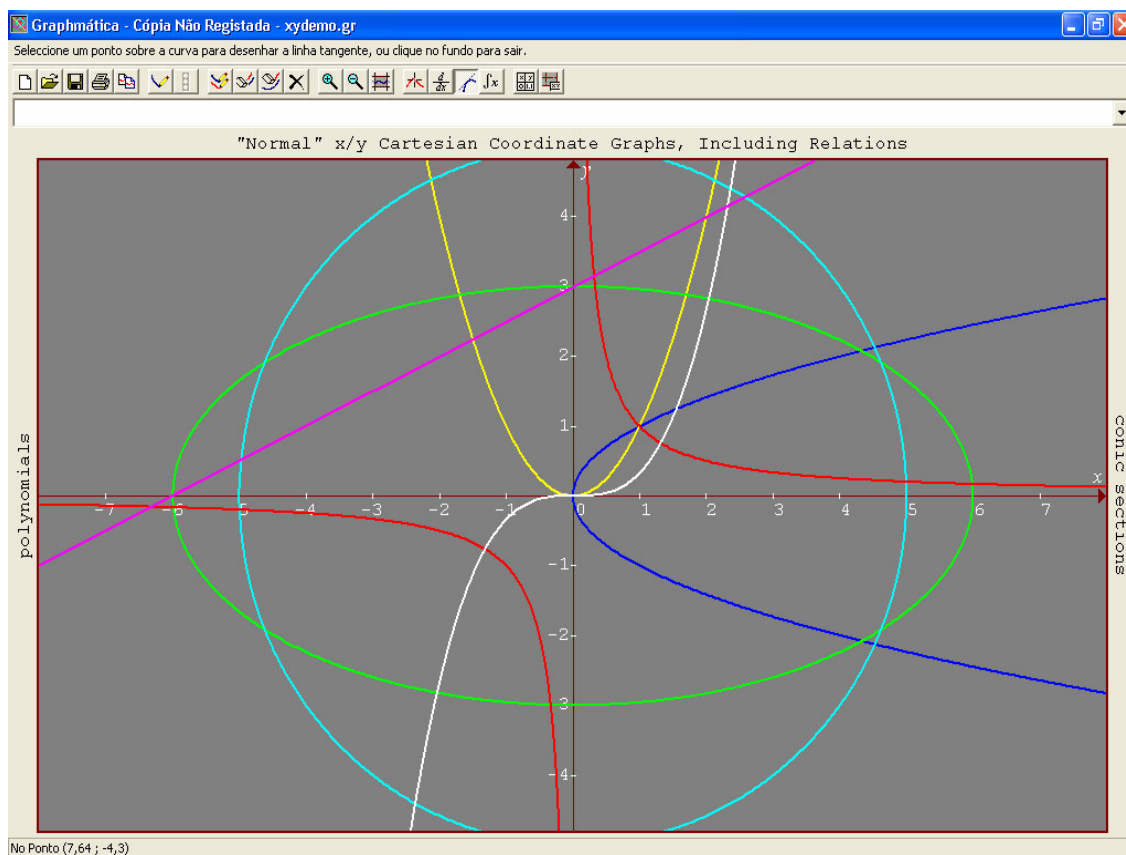 Graphmática - Cópia Não Registada - xydemo.gr
Seleccione um ponto sobre a curva para desenhar a linha tangente, ou clique no fundo para sair.
d/dx ∫x
"Normal" x/y Cartesian Coordinate Graphs, Including Relations
y
4
3
2
1
polynomials
conic sections
x
-7 -6 -5 -4 -3 -2 -1 0 1 2 3 4 5 6 7
-1
-2
-3
-4
No Ponto (7,64 ; -4,3)